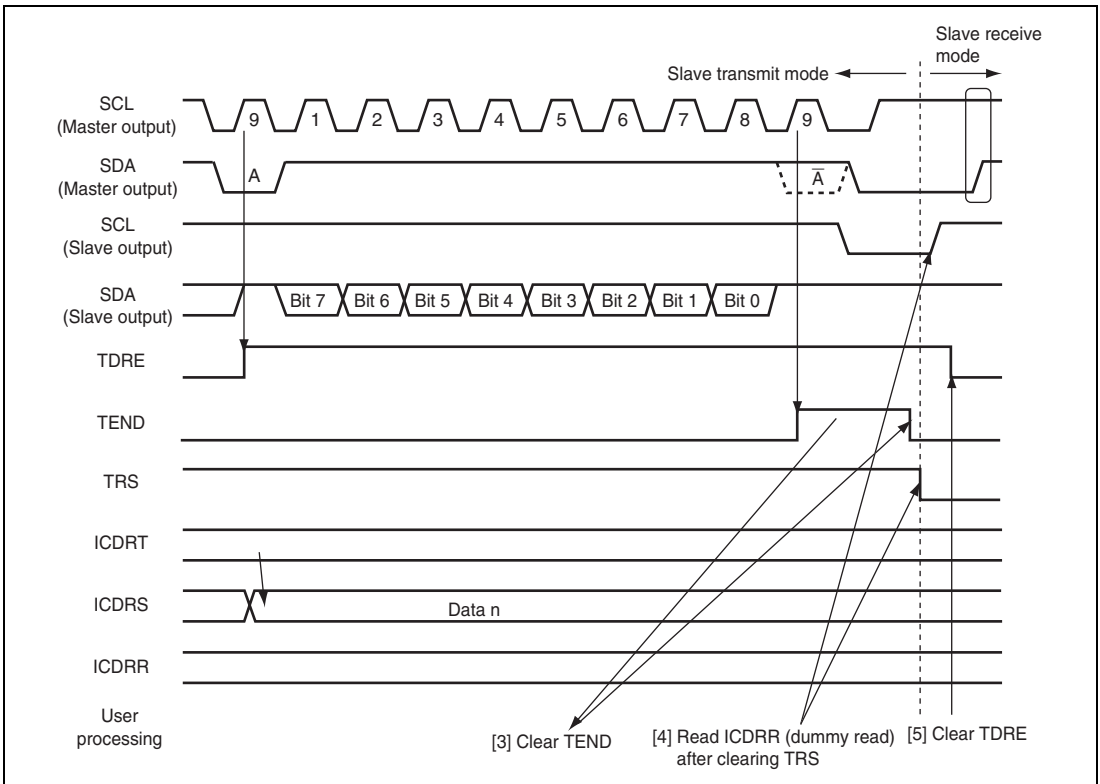 Slave receive
mode
Slave transmit mode
SCL
(Master output)
9 1 2 3 4 5 6 7 8 9
SDA
(Master output)
A A̅
SCL
(Slave output)
SDA
(Slave output)
Bit 7 Bit 6 Bit 5 Bit 4 Bit 3 Bit 2 Bit 1 Bit 0
TDRE
TEND
TRS
ICDRT
ICDRS
Data n
ICDRR
User
processing
[3] Clear TEND
[4] Read ICDRR (dummy read)
after clearing TRS
[5] Clear TDRE